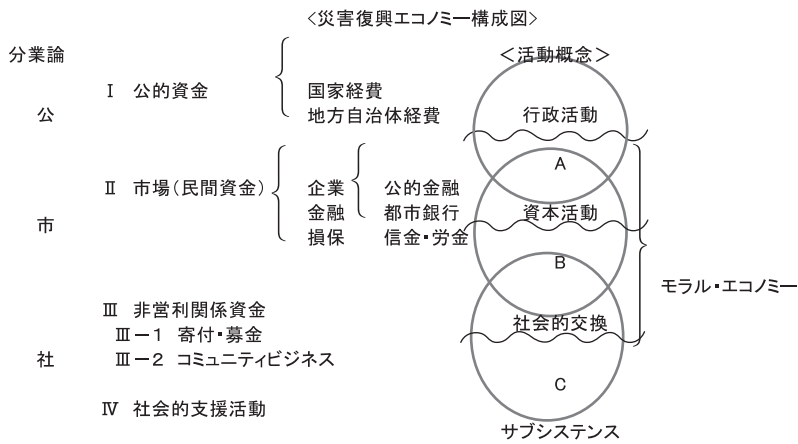 〈災害復興エコノミー構成図〉
分業論
＜活動概念＞
Ⅰ 公的資金
国家経費
地方自治体経費
公
行政活動
A
Ⅱ 市場(民間資金)
企業
金融
損保
公的金融
都市銀行
信金・労金
資本活動
市
B
モラル・エコノミー
Ⅲ 非営利関係資金
Ⅲ－1 寄付・募金
Ⅲ－2 コミュニティビジネス
社会的交換
社
C
Ⅳ 社会的支援活動
サブシステンス